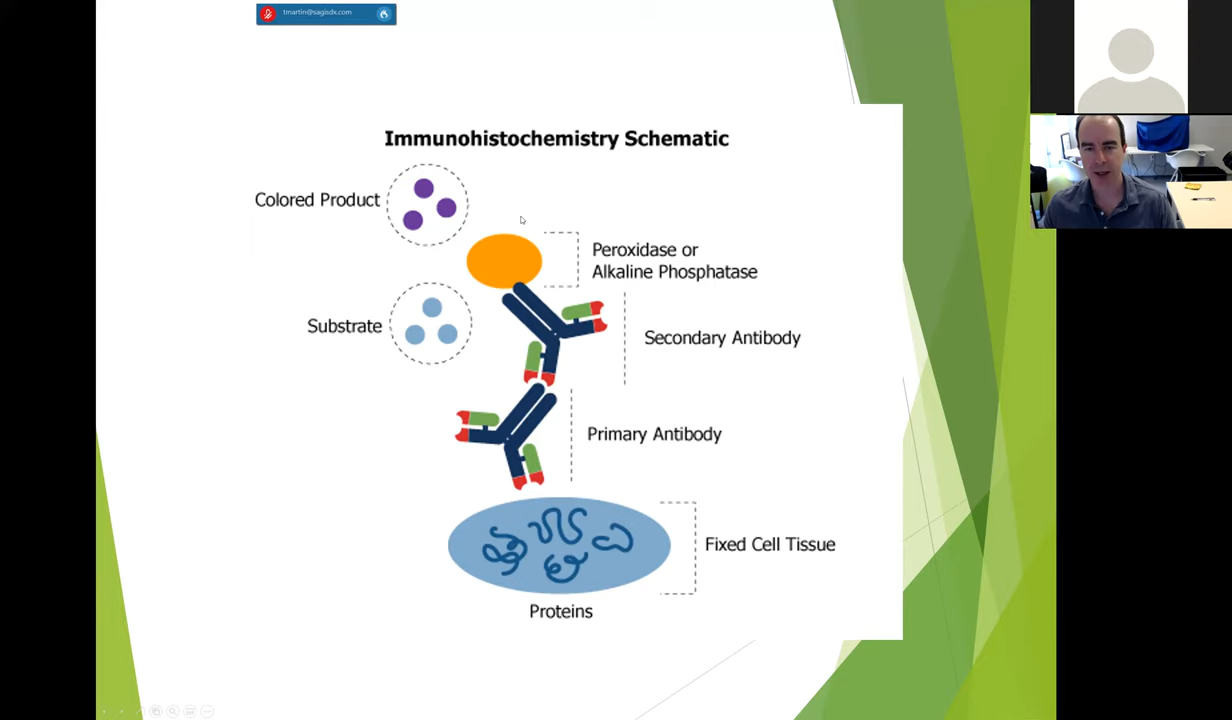 tmartin@sagisdx.com
Immunohistochemistry Schematic
Colored Product
Peroxidase or
Alkaline Phosphatase
Substrate
Secondary Antibody
Primary Antibody
Fixed Cell Tissue
Proteins